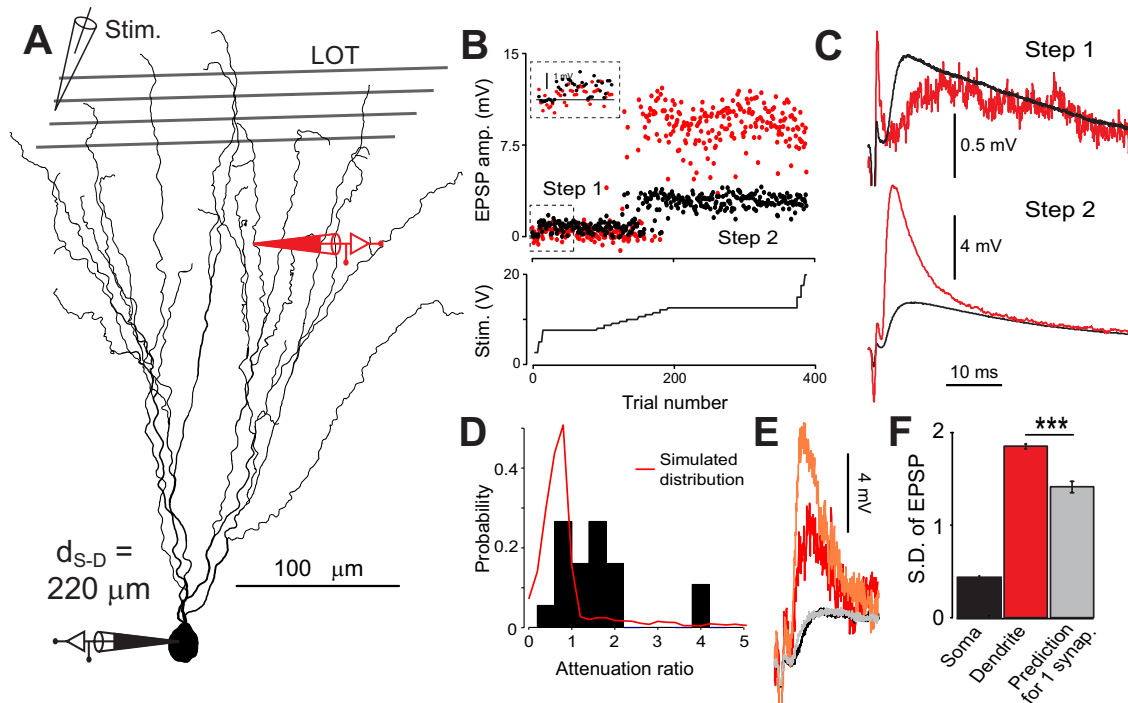 A
Stim.
LOT
d_S-D =
220 μm
100 μm
B
15
7.5
0
EPSP amp. (mV)
1 mV
Step 1
Step 2
20
10
0
Stim. (V)
0
200
400
Trial number
C
Step 1
0.5 mV
Step 2
4 mV
10 ms
D
0.4
0.2
0
Probability
Simulated
distribution
0
1
2
3
4
5
Attenuation ratio
E
4 mV
F
2
1
0
S.D. of EPSP
***
Soma
Dendrite
Prediction
for 1 synap.